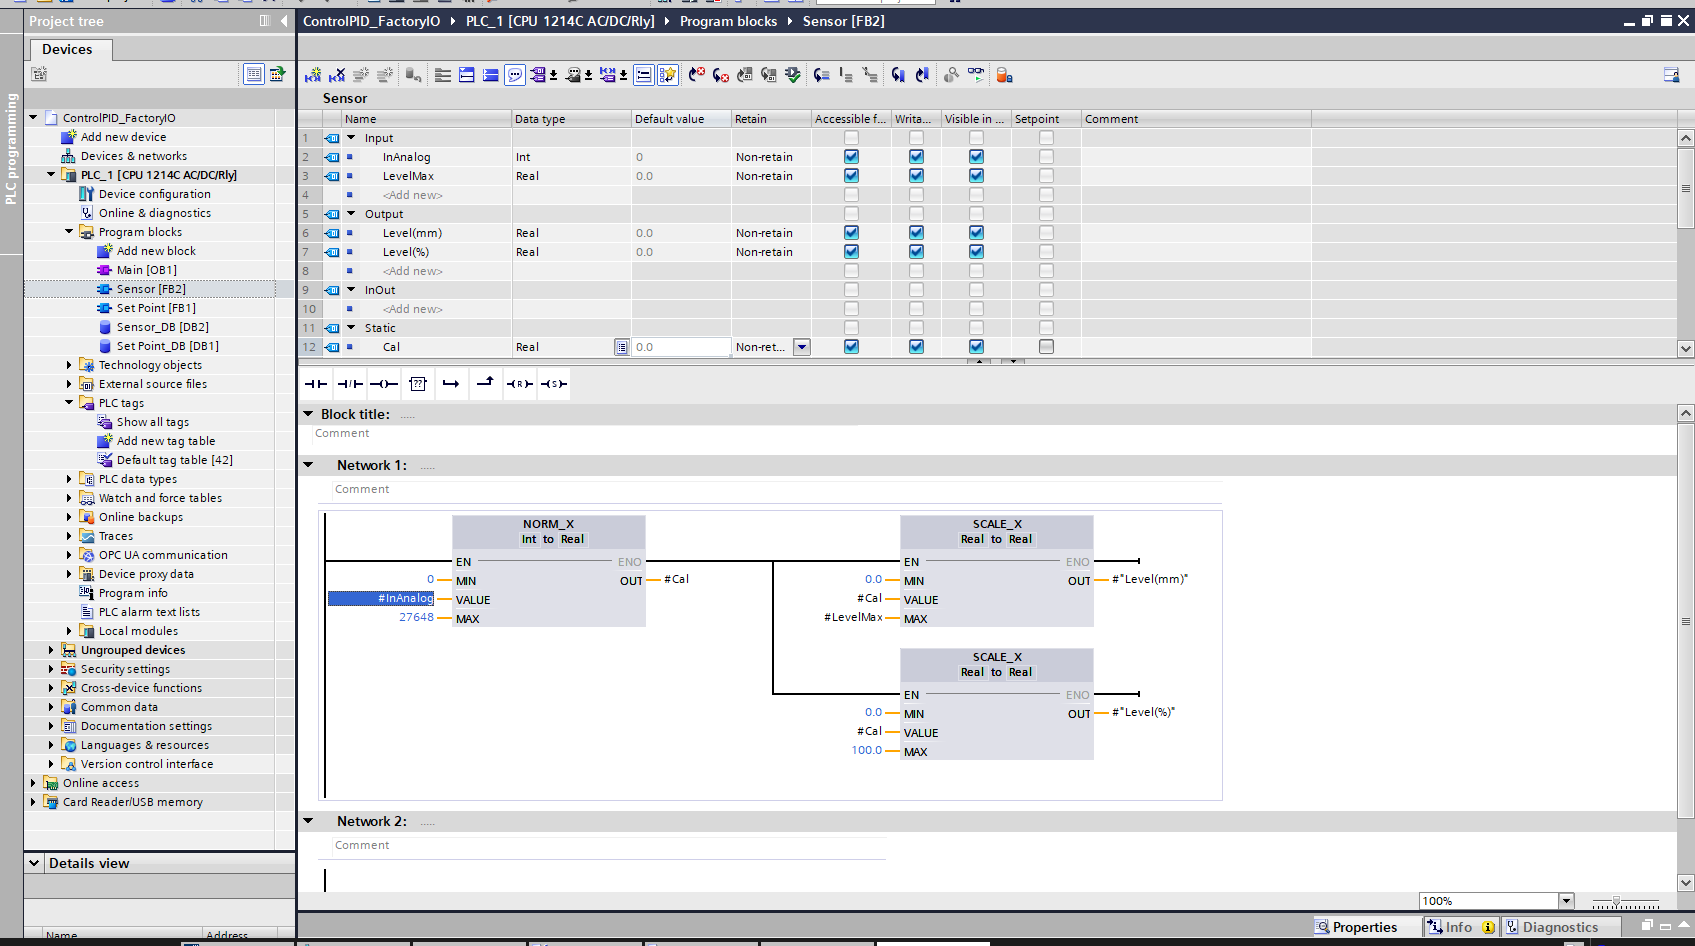 Project tree
ControlPID_FactoryIO
PLC_1 [CPU 1214C AC/DC/Rly]
Program blocks
Sensor [FB2]
Devices
PLC programming
ControlPID_FactoryIO
Add new device
Devices & networks
PLC_1 [CPU 1214C AC/DC/Rly]
Device configuration
Online & diagnostics
Program blocks
Add new block
Main [OB1]
Sensor [FB2]
Set Point [FB1]
Sensor_DB [DB2]
Set Point_DB [DB1]
Technology objects
External source files
PLC tags
Show all tags
Add new tag table
Default tag table [42]
PLC data types
Watch and force tables
Online backups
Traces
OPC UA communication
Device proxy data
Program info
PLC alarm text lists
Local modules
Ungrouped devices
Security settings
Cross-device functions
Common data
Documentation settings
Languages & resources
Version control interface
Online access
Card Reader/USB memory
Details view
Name Address
Sensor
Name Data type Default value Retain Accessible f... Writa... Visible in ... Setpoint Comment
1 Input
2 InAnalog Int 0 Non-retain
3 LevelMax Real 0.0 Non-retain
4 <Add new>
5 Output
6 Level(mm) Real 0.0 Non-retain
7 Level(%) Real 0.0 Non-retain
8 <Add new>
9 InOut
10 <Add new>
11 Static
12 Cal Real 0.0 Non-ret...
??
R
S
Block title: .....
Comment
Network 1: .....
Comment
NORM_X
Int to Real
EN ENO
0 MIN OUT #Cal
#InAnalog VALUE
27648 MAX
SCALE_X
Real to Real
EN ENO
0.0 MIN OUT #"Level(mm)"
#Cal VALUE
#LevelMax MAX
SCALE_X
Real to Real
EN ENO
0.0 MIN OUT #"Level(%)"
#Cal VALUE
100.0 MAX
Network 2: .....
Comment
100%
Properties Info Diagnostics